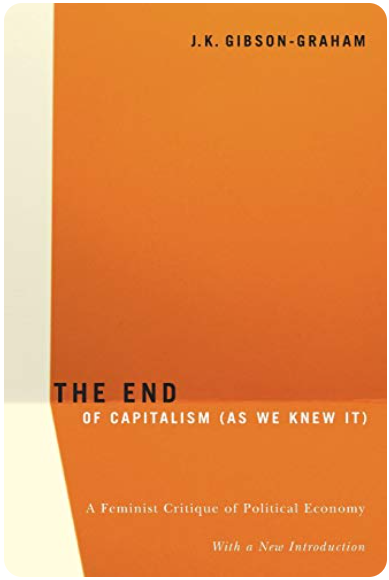 J.K. GIBSON-GRAHAM
THE END
OF CAPITALISM (AS WE KNEW IT)
A Feminist Critique of Political Economy
With a New Introduction